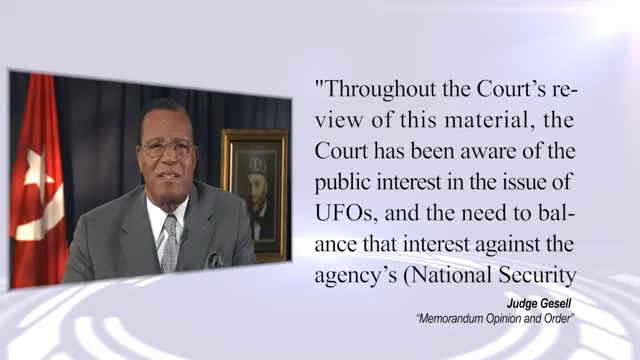 "Throughout the Court's re-
view of this material, the
Court has been aware of the
public interest in the issue of
UFOs, and the need to bal-
ance that interest against the
agency's (National Security
Judge Gesell
“Memorandum Opinion and Order”